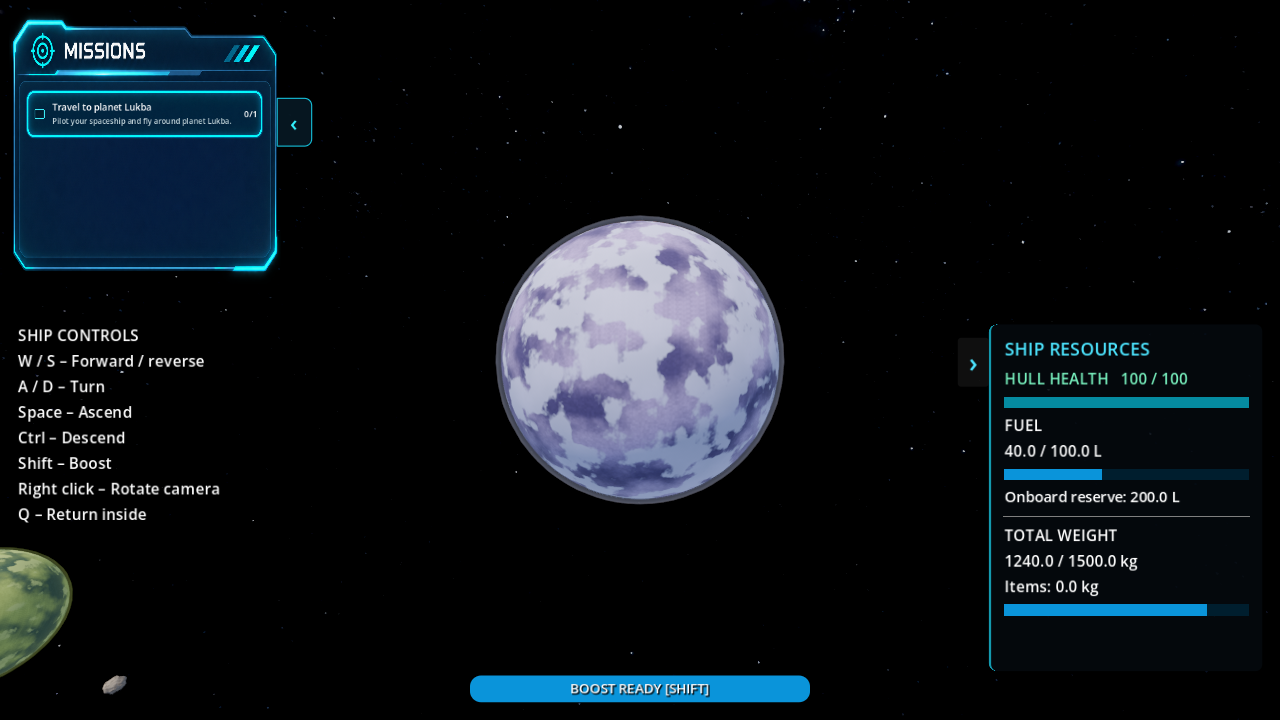 MISSIONS
Travel to planet Lukba
Pilot your spaceship and fly around planet Lukba.
0/1
SHIP CONTROLS
W / S – Forward / reverse
A / D – Turn
Space – Ascend
Ctrl – Descend
Shift – Boost
Right click – Rotate camera
Q – Return inside
SHIP RESOURCES
HULL HEALTH 100 / 100
FUEL
40.0 / 100.0 L
Onboard reserve: 200.0 L
TOTAL WEIGHT
1240.0 / 1500.0 kg
Items: 0.0 kg
BOOST READY [SHIFT]